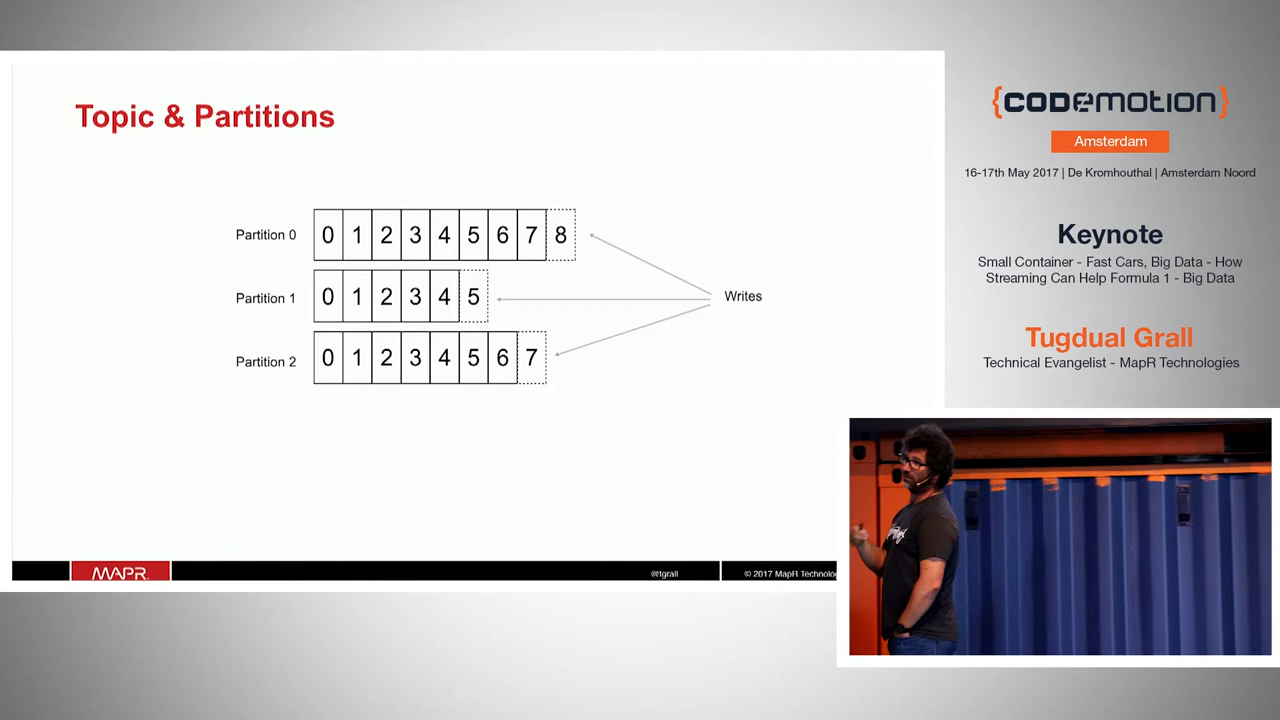 Topic & Partitions
Partition 0 0 1 2 3 4 5 6 7 8
Partition 1 0 1 2 3 4 5
Writes
Partition 2 0 1 2 3 4 5 6 7
MAPR
@tgrall
© 2017 MapR
{CODEMOTION}
Amsterdam
16-17th May 2017 | De Kromhouthal | Amsterdam Noord
Keynote
Small Container - Fast Cars, Big Data - How
Streaming Can Help Formula 1 - Big Data
Tugdual Grall
Technical Evangelist - MapR Technologies